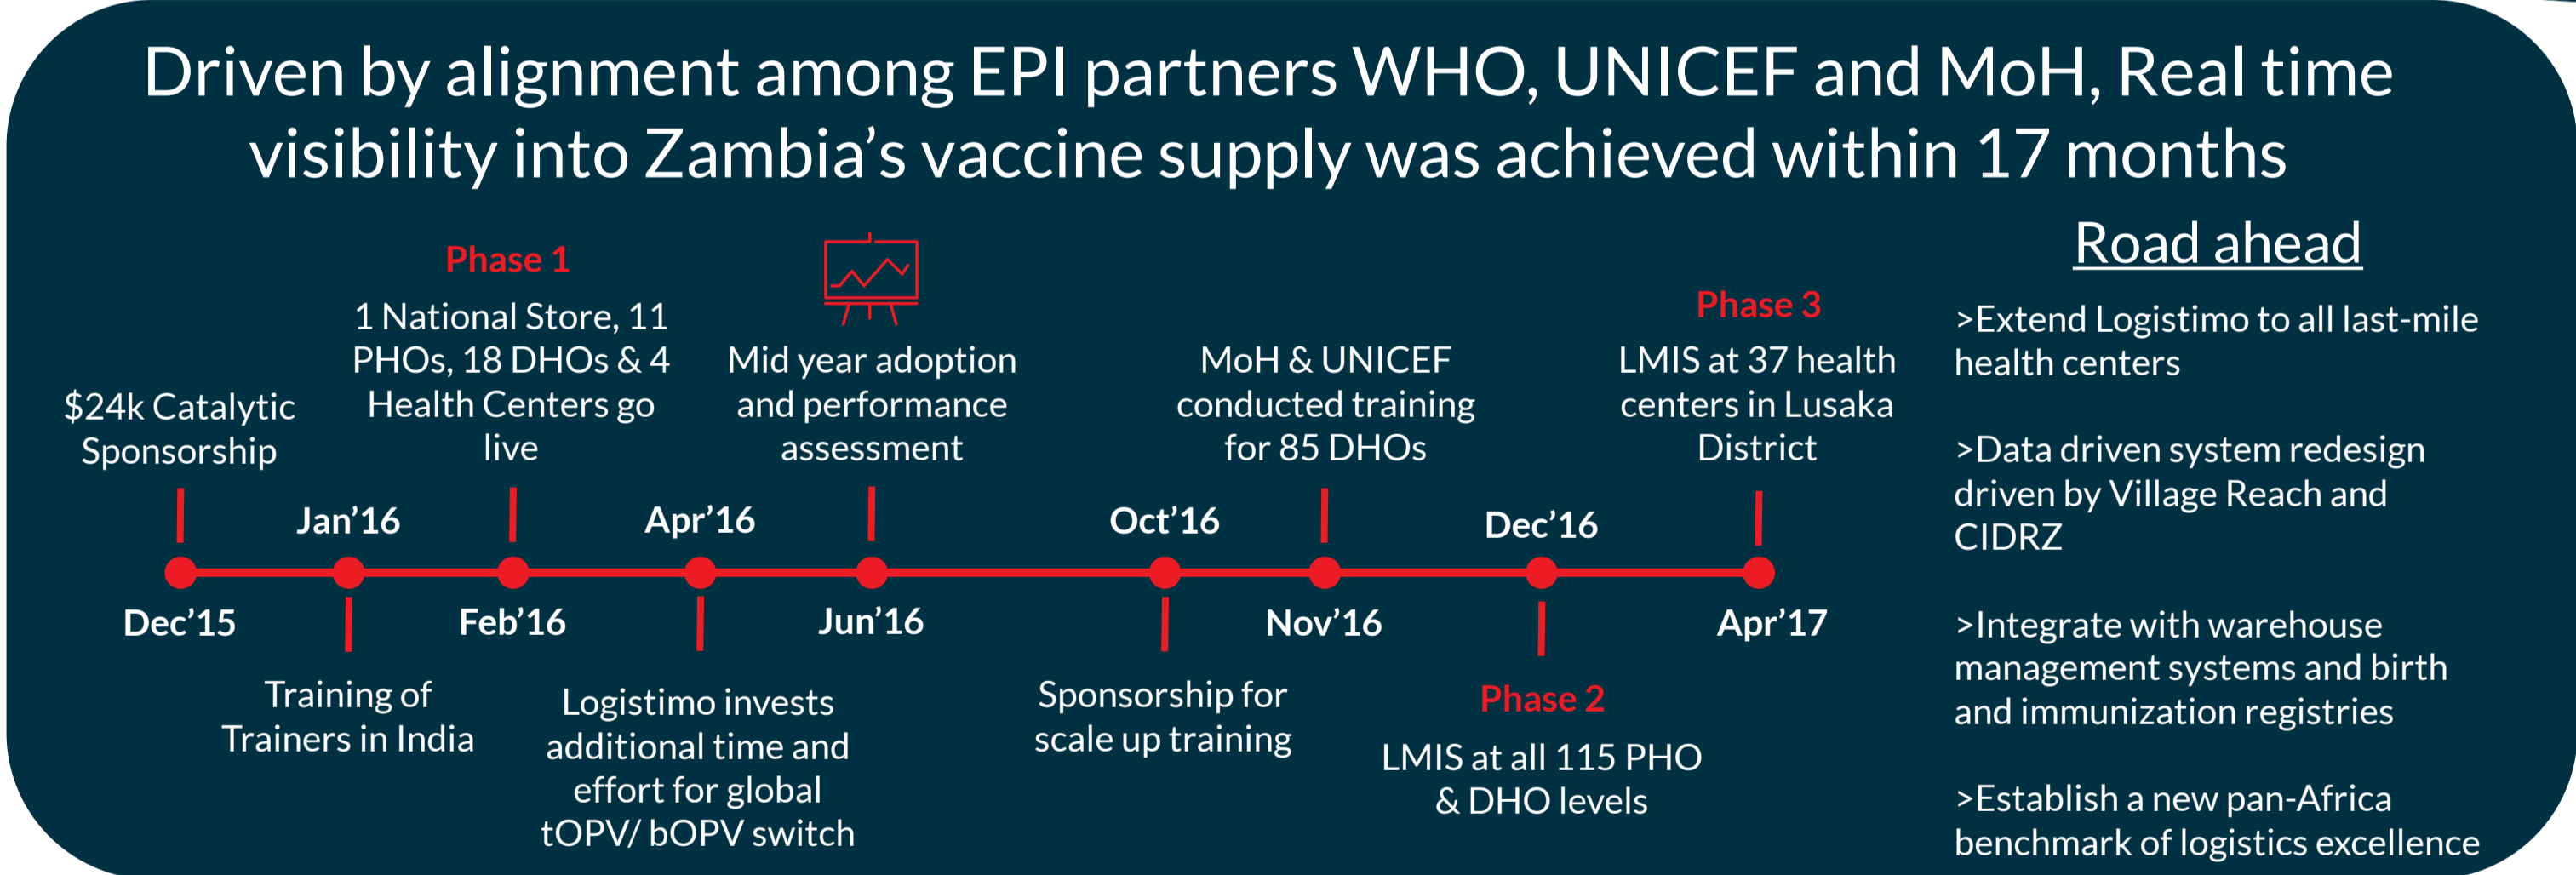 Driven by alignment among EPI partners WHO, UNICEF and MoH, Real time
visibility into Zambia’s vaccine supply was achieved within 17 months
$24k Catalytic
Sponsorship
Dec’15
Jan’16
Training of
Trainers in India
Phase 1
1 National Store, 11
PHOs, 18 DHOs & 4
Health Centers go
live
Feb’16
Apr’16
Logistimo invests
additional time and
effort for global
tOPV/ bOPV switch
Mid year adoption
and performance
assessment
Jun’16
Oct’16
Sponsorship for
scale up training
MoH & UNICEF
conducted training
for 85 DHOs
Nov’16
Dec’16
Phase 2
LMIS at all 115 PHO
& DHO levels
Phase 3
LMIS at 37 health
centers in Lusaka
District
Apr’17
Road ahead
>Extend Logistimo to all last-mile
health centers
>Data driven system redesign
driven by Village Reach and
CIDRZ
>Integrate with warehouse
management systems and birth
and immunization registries
>Establish a new pan-Africa
benchmark of logistics excellence